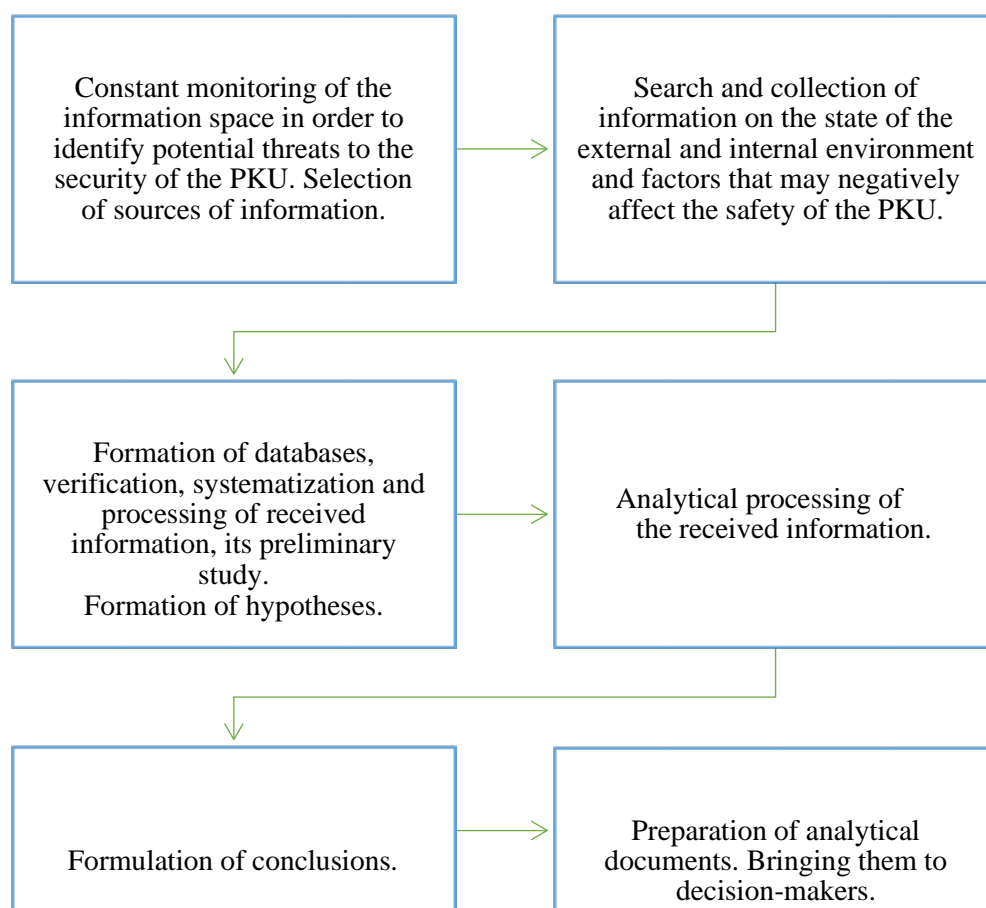 Constant monitoring of the
information space in order to
identify potential threats to the
security of the PKU. Selection
of sources of information.
Search and collection of
information on the state of the
external and internal environment
and factors that may negatively
affect the safety of the PKU.
Formation of databases,
verification, systematization and
processing of received
information, its preliminary
study.
Formation of hypotheses.
Analytical processing of
the received information.
Formulation of conclusions.
Preparation of analytical
documents. Bringing them to
decision-makers.